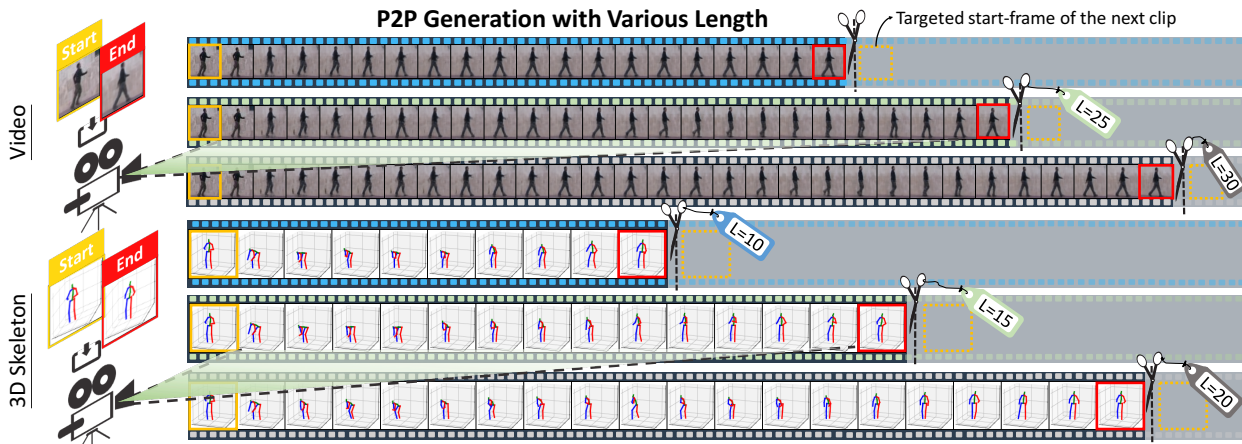 P2P Generation with Various Length
Targeted start-frame of the next clip
Start
End
Video
L=25
L=30
Start
End
3D Skeleton
L=10
L=15
L=20